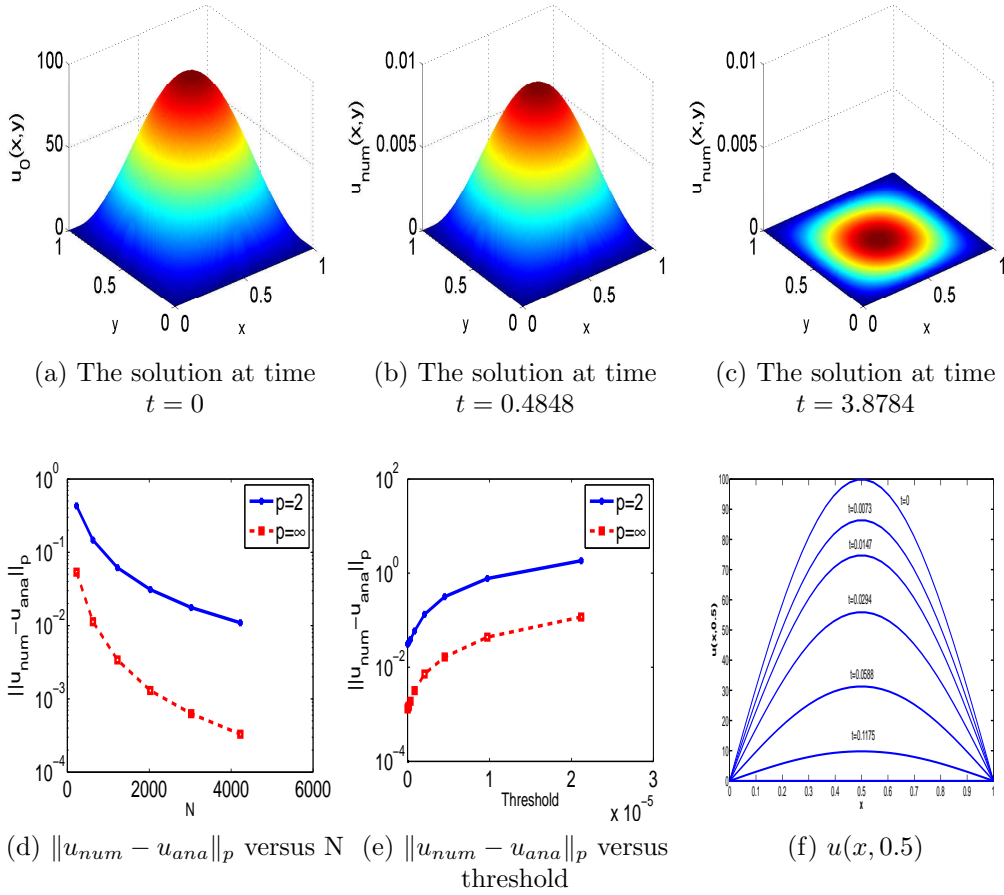 100
50
0
u0(x,y)
1
0.5
0
y
0
0.5
1
x
0.01
0.005
0
unum(x,y)
1
0.5
0
y
0
0.5
1
x
0.01
0.005
0
unum(x,y)
1
0.5
0
y
0
0.5
1
x
(a) The solution at time
t = 0
(b) The solution at time
t = 0.4848
(c) The solution at time
t = 3.8784
10^0
10^-1
10^-2
10^-3
10^-4
||unum−uana||p
0
2000
4000
6000
N
p=2
p=∞
10^2
10^0
10^-2
10^-4
||unum−uana||p
0
1
2
3
x 10^-5
Threshold
p=2
p=∞
100
90
80
70
60
50
40
30
20
10
0
u(x,0.5)
t=0
t=0.0073
t=0.0147
t=0.0294
t=0.0588
t=0.1175
0
0.1
0.2
0.3
0.4
0.5
0.6
0.7
0.8
0.9
1
x
(d) ‖unum − uana‖p versus N
(e) ‖unum − uana‖p versus
threshold
(f) u(x, 0.5)